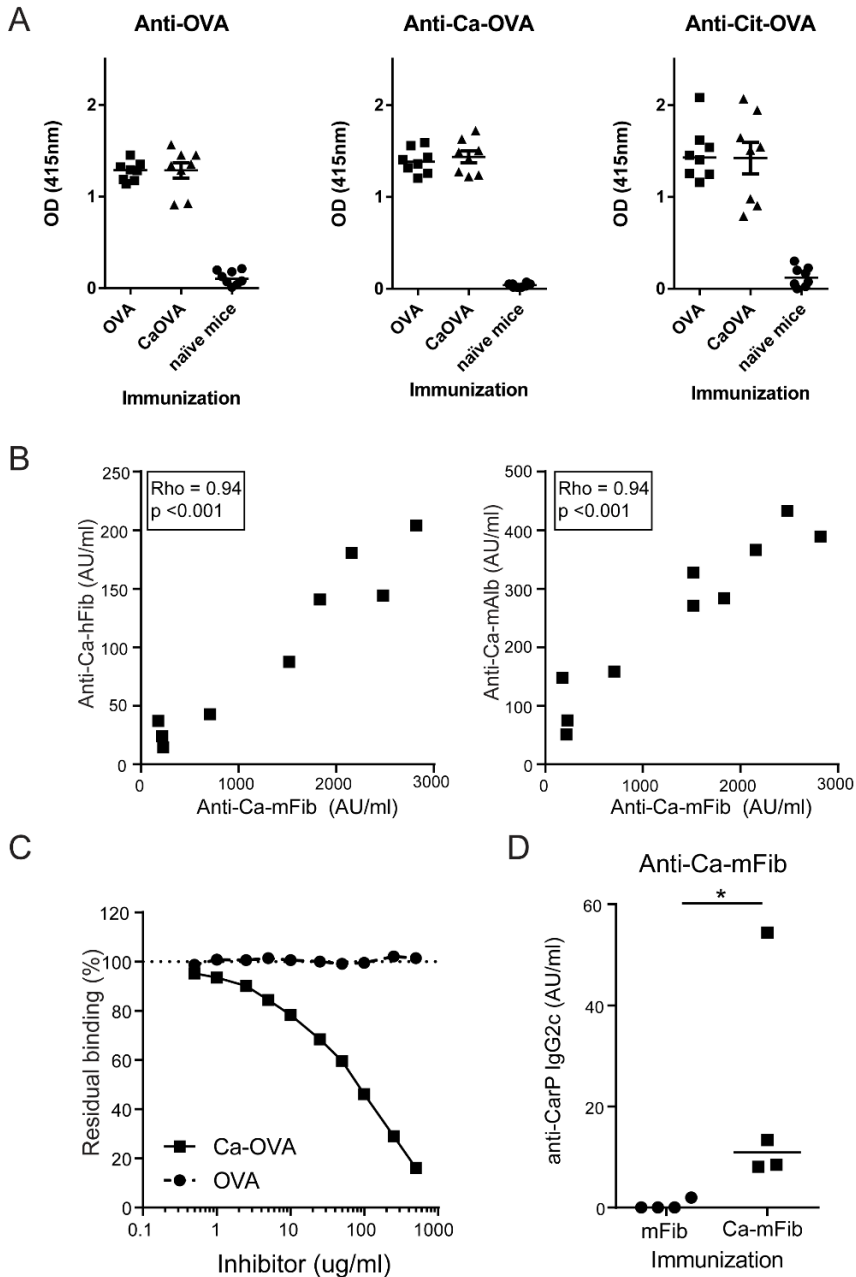 A
Anti-OVA
Anti-Ca-OVA
Anti-Cit-OVA
OD (415nm)
2
1
0
OVA
CaOVA
naïve mice
Immunization
OD (415nm)
2
1
0
OVA
CaOVA
naïve mice
Immunization
OD (415nm)
2
1
0
OVA
CaOVA
naïve mice
Immunization
B
Anti-Ca-hFib (AU/ml)
250
200
150
100
50
0
Rho = 0.94
p <0.001
0
1000
2000
3000
Anti-Ca-mFib (AU/ml)
Anti-Ca-mAlb (AU/ml)
500
400
300
200
100
0
Rho = 0.94
p <0.001
0
1000
2000
3000
Anti-Ca-mFib (AU/ml)
C
Residual binding (%)
120
100
80
60
40
20
0
Ca-OVA
OVA
0.1
1
10
100
1000
Inhibitor (ug/ml)
D
Anti-Ca-mFib
*
anti-CarP IgG2c (AU/ml)
60
40
20
0
mFib
Ca-mFib
Immunization